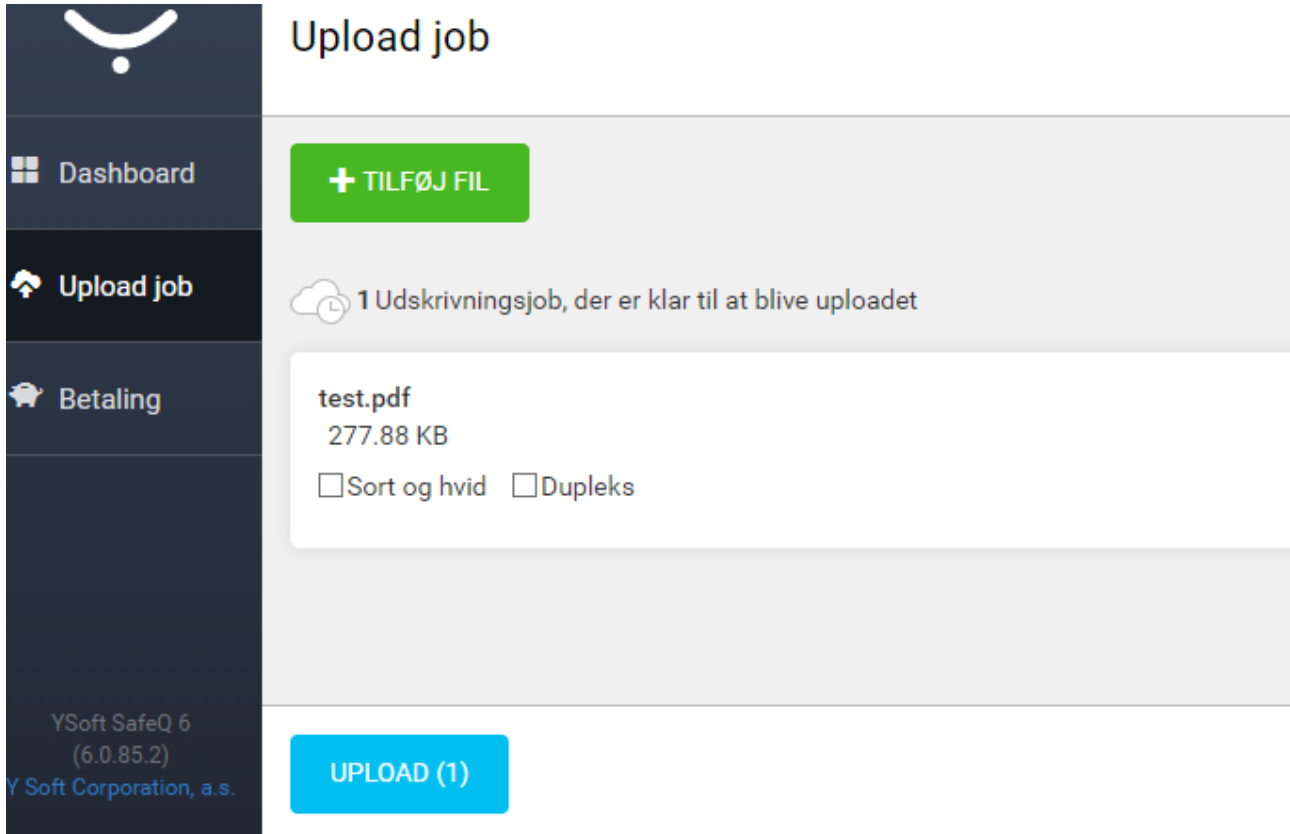 Upload job
Dashboard
Upload job
Betaling
+ TILFØJ FIL
1 Udskrivningsjob, der er klar til at blive uploadet
test.pdf
277.88 KB
Sort og hvid Dupleks
UPLOAD (1)
YSoft SafeQ 6
(6.0.85.2)
Y Soft Corporation, a.s.